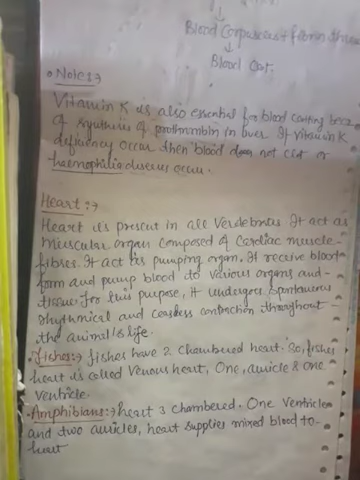 ↓
Blood Corpuscles + fibrin
↓
Blood Clot.
Notes:→
Vitamin K is also essential for blood clotting
of synthesis of prothrombin in liver. If vitamin K
deficiency occur then blood does not clot or
haemophilia disease occur.
Heart:→
Heart is present in all Vertebrates. It act as
Muscular organ composed of Cardiac muscle-
fibres. It act as pumping organ. It receive blood
form and pump blood to various organs and-
tissue. For this purpose, it undergoes Spontaneous
rhythmical and ceasless contraction throughout-
the animal's life.
Fishes:→ fishes have 2 chambered heart. So, fishes
heart is called Venous heart, One, auricle & one
Ventricle.
Amphibians:→ heart 3 chambered. One Ventricle
and two auricles, heart supplies mixed blood to-
heart